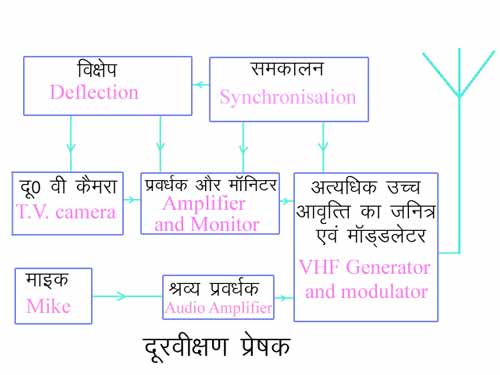 विक्षेप
Deflection
समकालन
Synchronisation
दू0 वी कैमरा
T.V. camera
प्रवर्धक और मॉनिटर
Amplifier
and Monitor
अत्यधिक उच्च
आवृत्ति का जनित्र
एवं मॉड्डलेटर
VHF Generator
and modulator
माइक
Mike
श्रव्य प्रवर्धक
Audio Amplifier
दूरवीक्षण प्रेषक